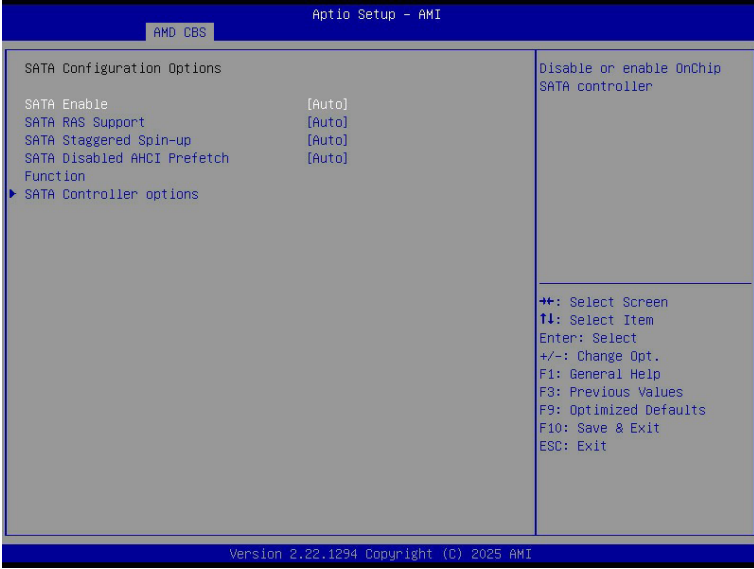 Aptio Setup - AMI
AMD CBS
SATA Configuration Options
SATA Enable [Auto]
SATA RAS Support [Auto]
SATA Staggered Spin-up [Auto]
SATA Disabled AHCI Prefetch [Auto]
Function
SATA Controller options
Disable or enable OnChip
SATA controller
→←: Select Screen
↑↓: Select Item
Enter: Select
+/-: Change Opt.
F1: General Help
F3: Previous Values
F9: Optimized Defaults
F10: Save & Exit
ESC: Exit
Version 2.22.1294 Copyright (C) 2025 AMI